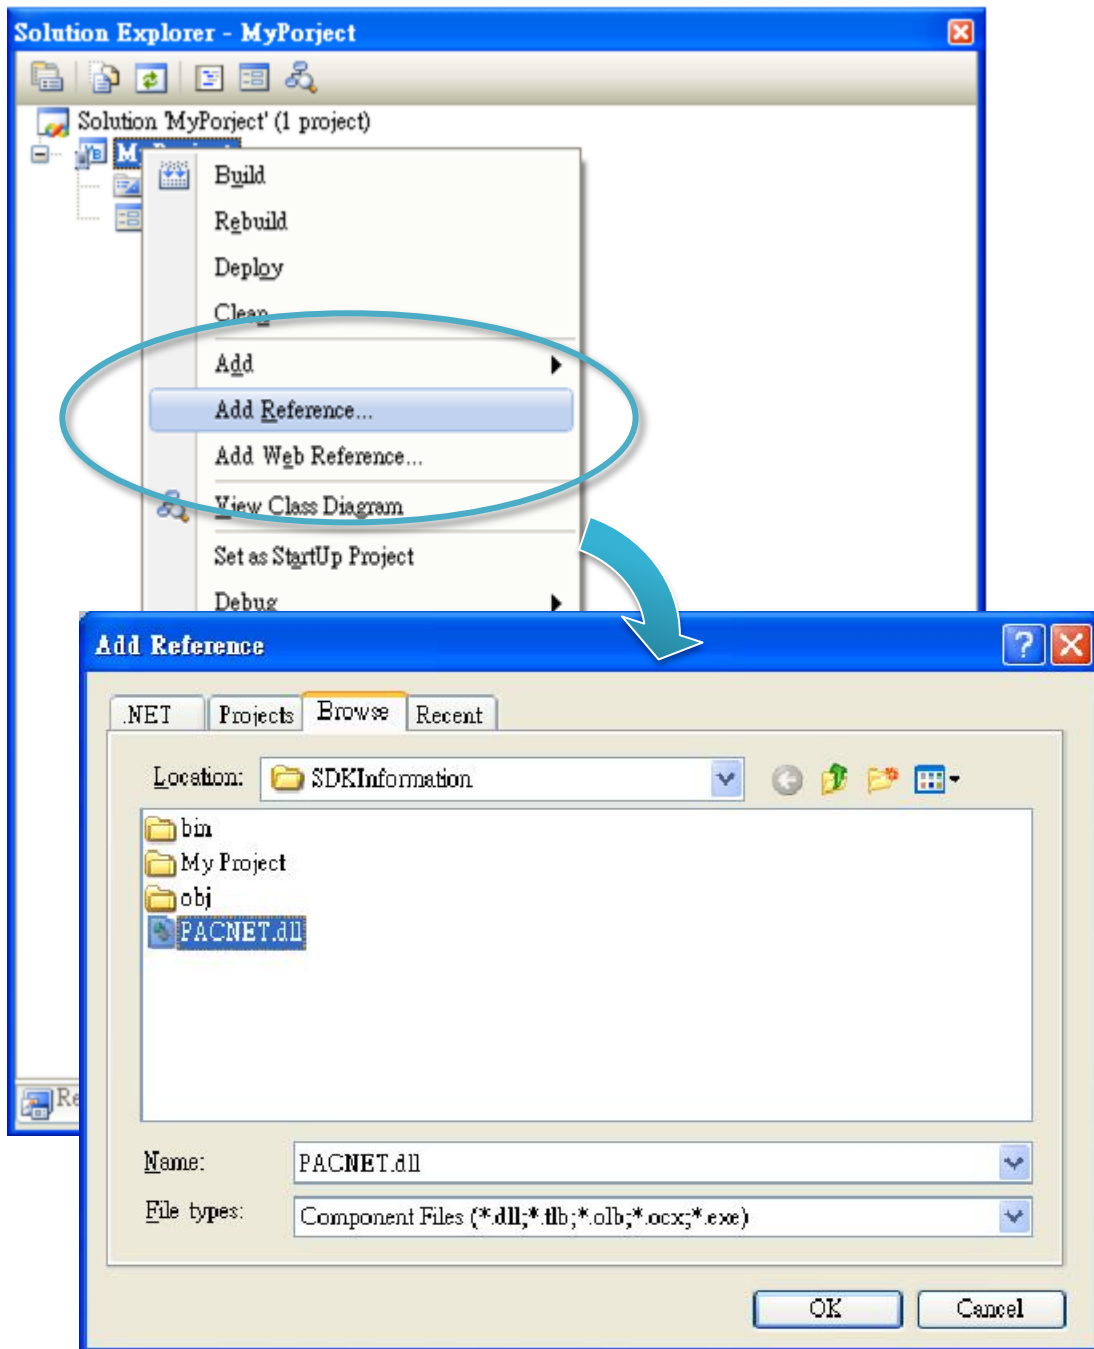 Solution Explorer - MyPorject
Solution 'MyPorject' (1 project)
Build
Rebuild
Deploy
Clean
Add
Add Reference...
Add Web Reference...
View Class Diagram
Set as StartUp Project
Debug
Add Reference
.NET Projects Browse Recent
Location: SDKInformation
bin
My Project
obj
PACNET.dll
Name: PACNET.dll
File types: Component Files (*.dll;*.tlb;*.olb;*.ocx;*.exe)
OK Cancel